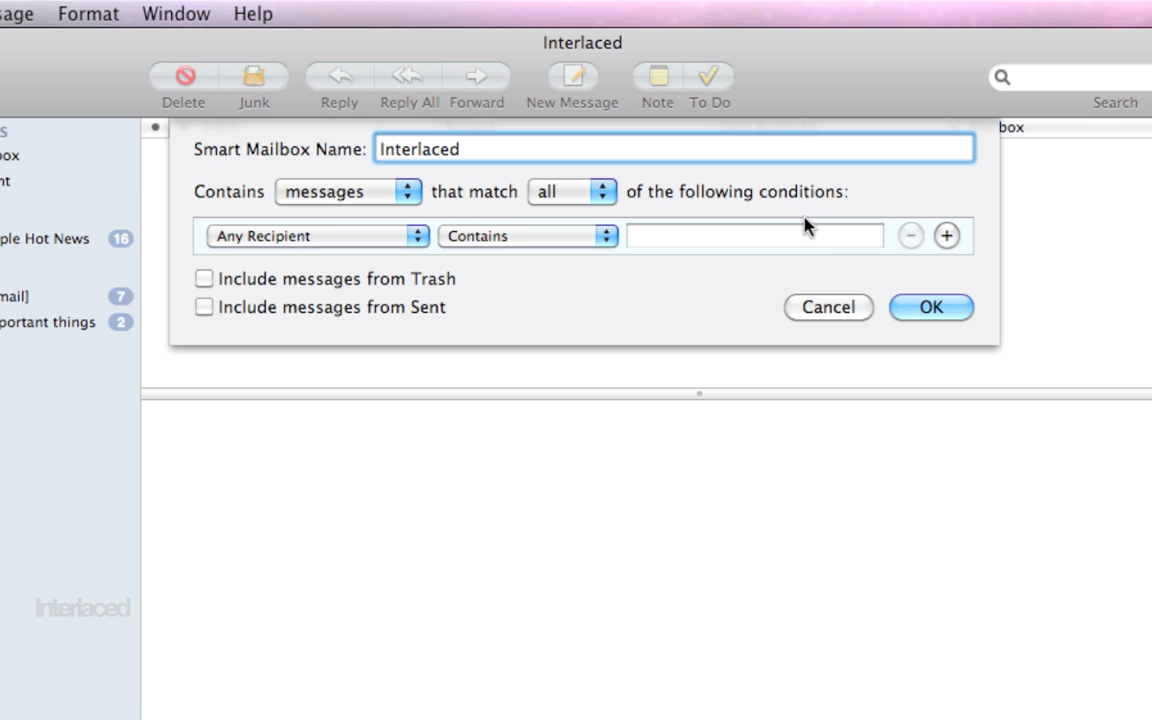 sage Format Window Help
Interlaced
Delete Junk Reply Reply All Forward New Message Note To Do Search
S
box
Smart Mailbox Name: Interlaced
ox
nt
Contains messages that match all of the following conditions:
Any Recipient Contains
ple Hot News 16
Include messages from Trash
mail] 7
Include messages from Sent Cancel OK
portant things 2
Interlaced